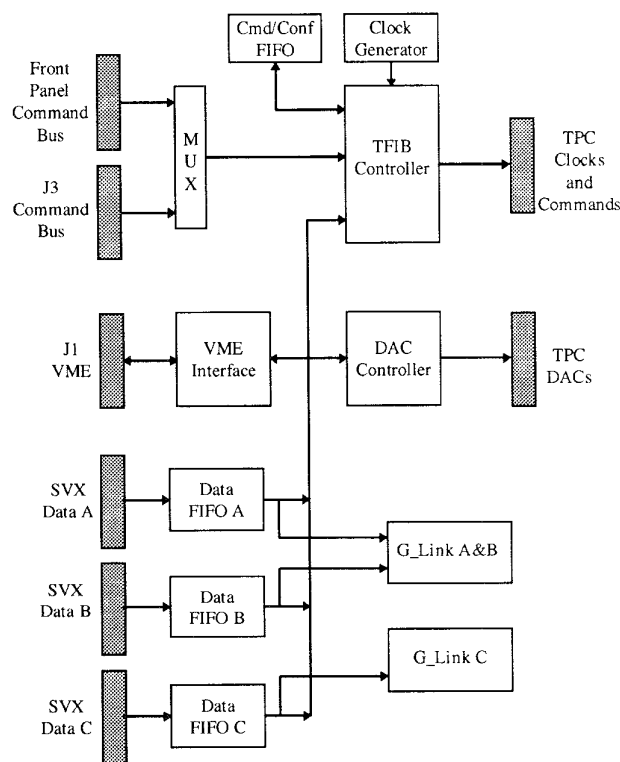 Cmd/Conf
FIFO
Clock
Generator
Front
Panel
Command
Bus
M
U
X
TFIB
Controller
TPC
Clocks
and
Commands
J3
Command
Bus
J1
VME
VME
Interface
DAC
Controller
TPC
DACs
SVX
Data A
Data
FIFO A
G_Link A&B
SVX
Data B
Data
FIFO B
G_Link C
SVX
Data C
Data
FIFO C